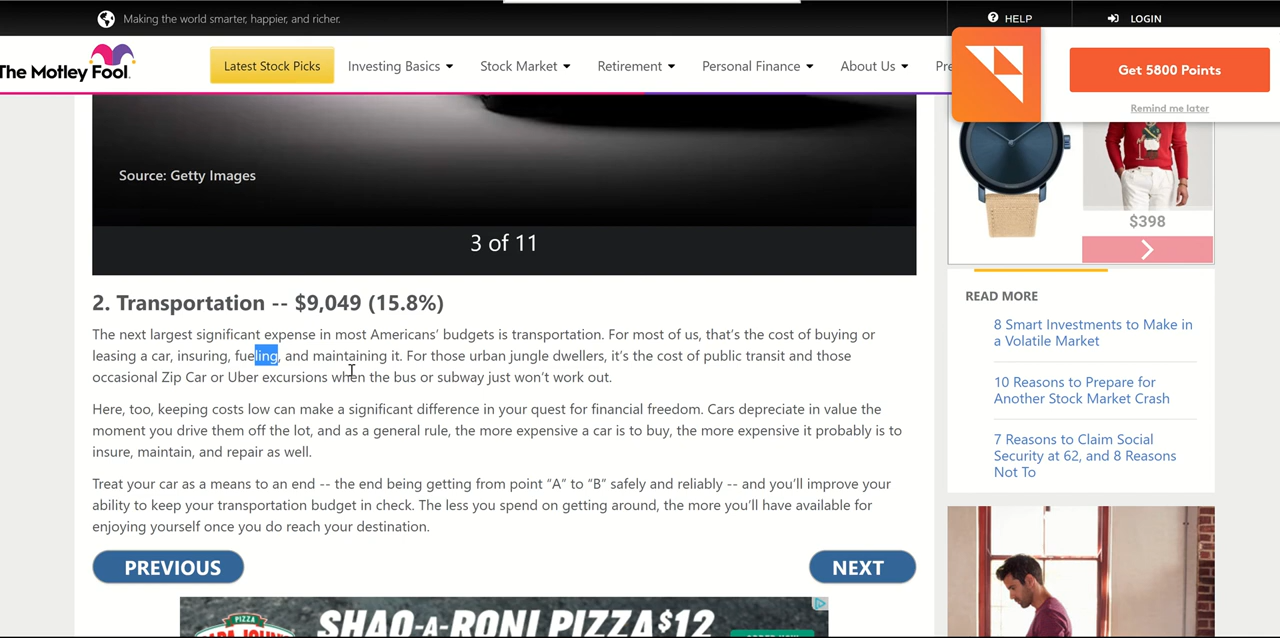 Making the world smarter, happier, and richer.
HELP
LOGIN
The Motley Fool.
Latest Stock Picks
Investing Basics
Stock Market
Retirement
Personal Finance
About Us
Get 5800 Points
Remind me later
Source: Getty Images
3 of 11
$398
2. Transportation -- $9,049 (15.8%)
The next largest significant expense in most Americans’ budgets is transportation. For most of us, that’s the cost of buying or
leasing a car, insuring, fueling, and maintaining it. For those urban jungle dwellers, it’s the cost of public transit and those
occasional Zip Car or Uber excursions when the bus or subway just won’t work out.
Here, too, keeping costs low can make a significant difference in your quest for financial freedom. Cars depreciate in value the
moment you drive them off the lot, and as a general rule, the more expensive a car is to buy, the more expensive it probably is to
insure, maintain, and repair as well.
Treat your car as a means to an end -- the end being getting from point “A” to “B” safely and reliably -- and you’ll improve your
ability to keep your transportation budget in check. The less you spend on getting around, the more you’ll have available for
enjoying yourself once you do reach your destination.
PREVIOUS
NEXT
READ MORE
8 Smart Investments to Make in
a Volatile Market
10 Reasons to Prepare for
Another Stock Market Crash
7 Reasons to Claim Social
Security at 62, and 8 Reasons
Not To
PIZZA
SHAQ-A-RONI PIZZA $12